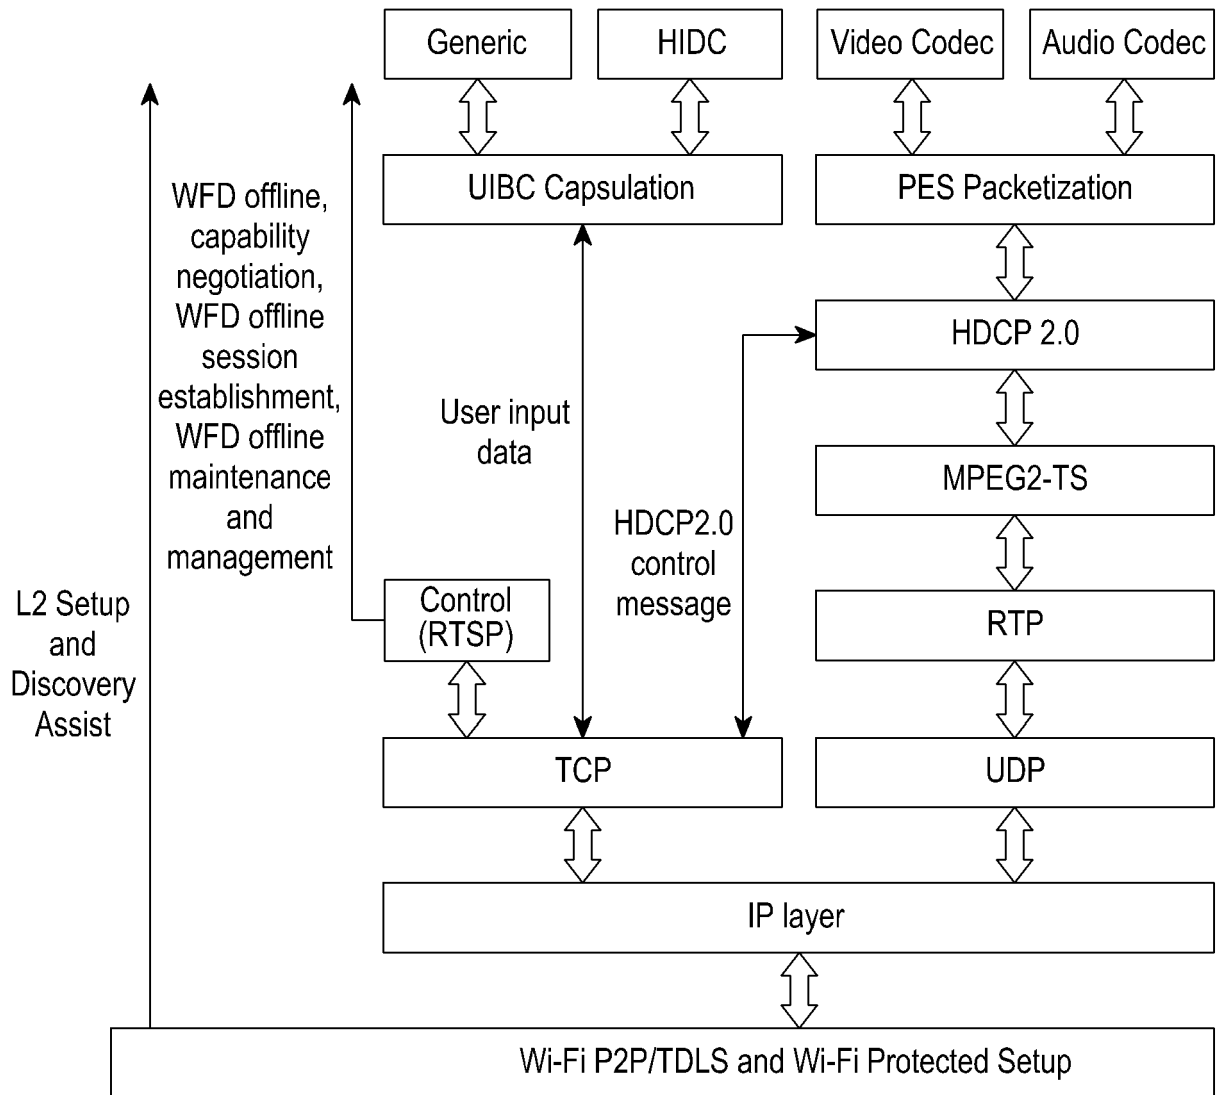 Generic
HIDC
Video Codec
Audio Codec
UIBC Capsulation
PES Packetization
WFD offline,
capability
negotiation,
WFD offline
session
establishment,
WFD offline
maintenance
and
management
HDCP 2.0
User input
data
MPEG2-TS
HDCP2.0
control
message
L2 Setup
and
Discovery
Assist
Control
(RTSP)
RTP
TCP
UDP
IP layer
Wi-Fi P2P/TDLS and Wi-Fi Protected Setup